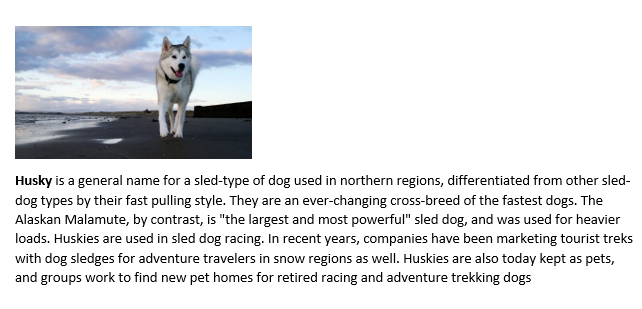 Husky is a general name for a sled-type of dog used in northern regions, differentiated from other sled-
dog types by their fast pulling style. They are an ever-changing cross-breed of the fastest dogs. The
Alaskan Malamute, by contrast, is "the largest and most powerful" sled dog, and was used for heavier
loads. Huskies are used in sled dog racing. In recent years, companies have been marketing tourist treks
with dog sledges for adventure travelers in snow regions as well. Huskies are also today kept as pets,
and groups work to find new pet homes for retired racing and adventure trekking dogs